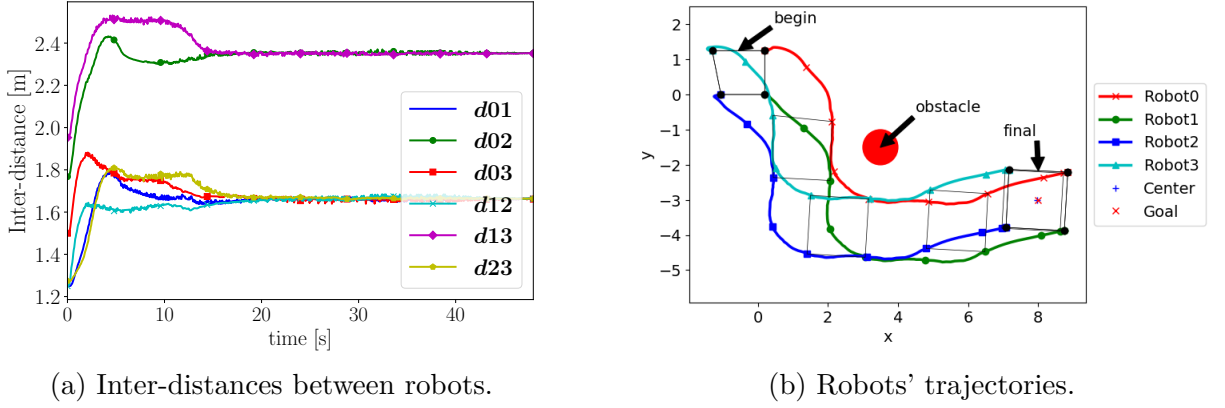 2.4
2.2
2.0
1.8
1.6
1.4
1.2
Inter-distance [m]
0 10 20 30 40
time [s]
d01
d02
d03
d12
d13
d23
(a) Inter-distances between robots.
2
1
0
−1
−2
−3
−4
−5
y
0 2 4 6 8
x
begin
obstacle
final
Robot0
Robot1
Robot2
Robot3
Center
Goal
(b) Robots' trajectories.